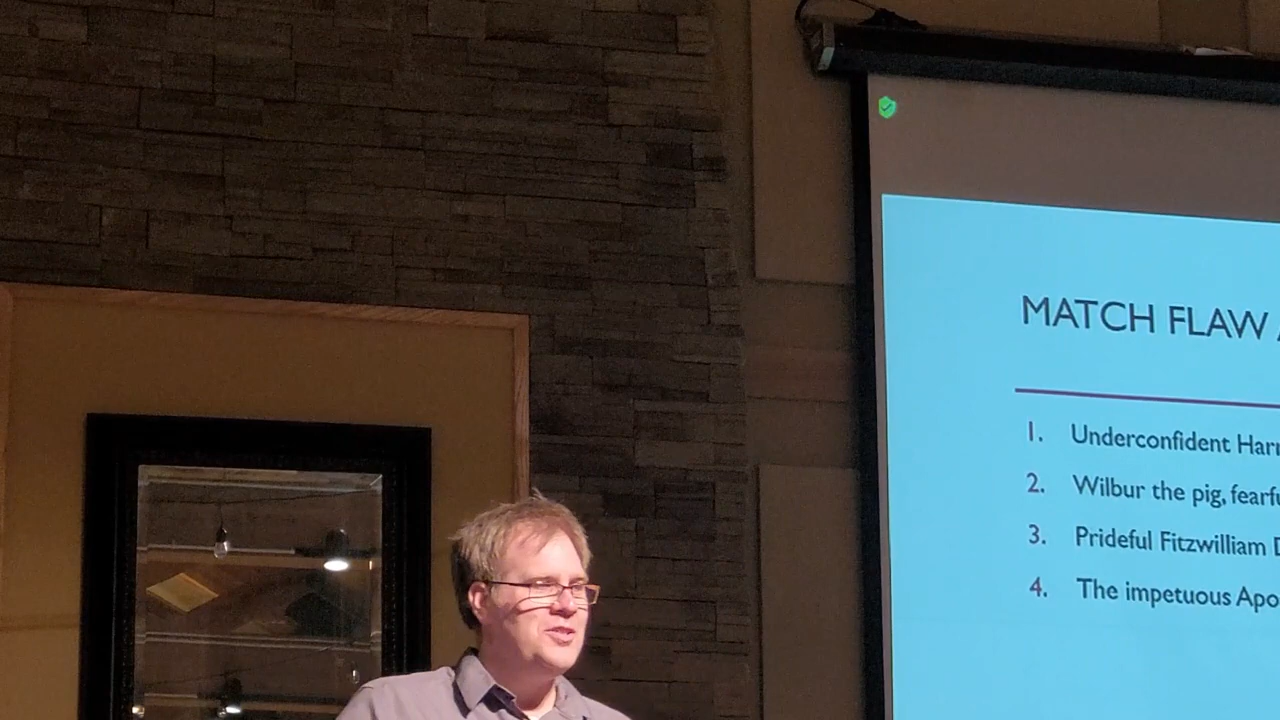 MATCH FLAW
1. Underconfident
2. Wilbur the pig,
3. Prideful Fitzwilliam
4. The impetuous